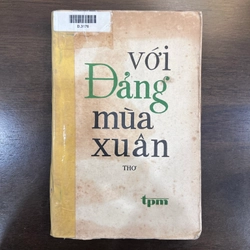 với
Đảng
mùa
xuân
THƠ
tpm